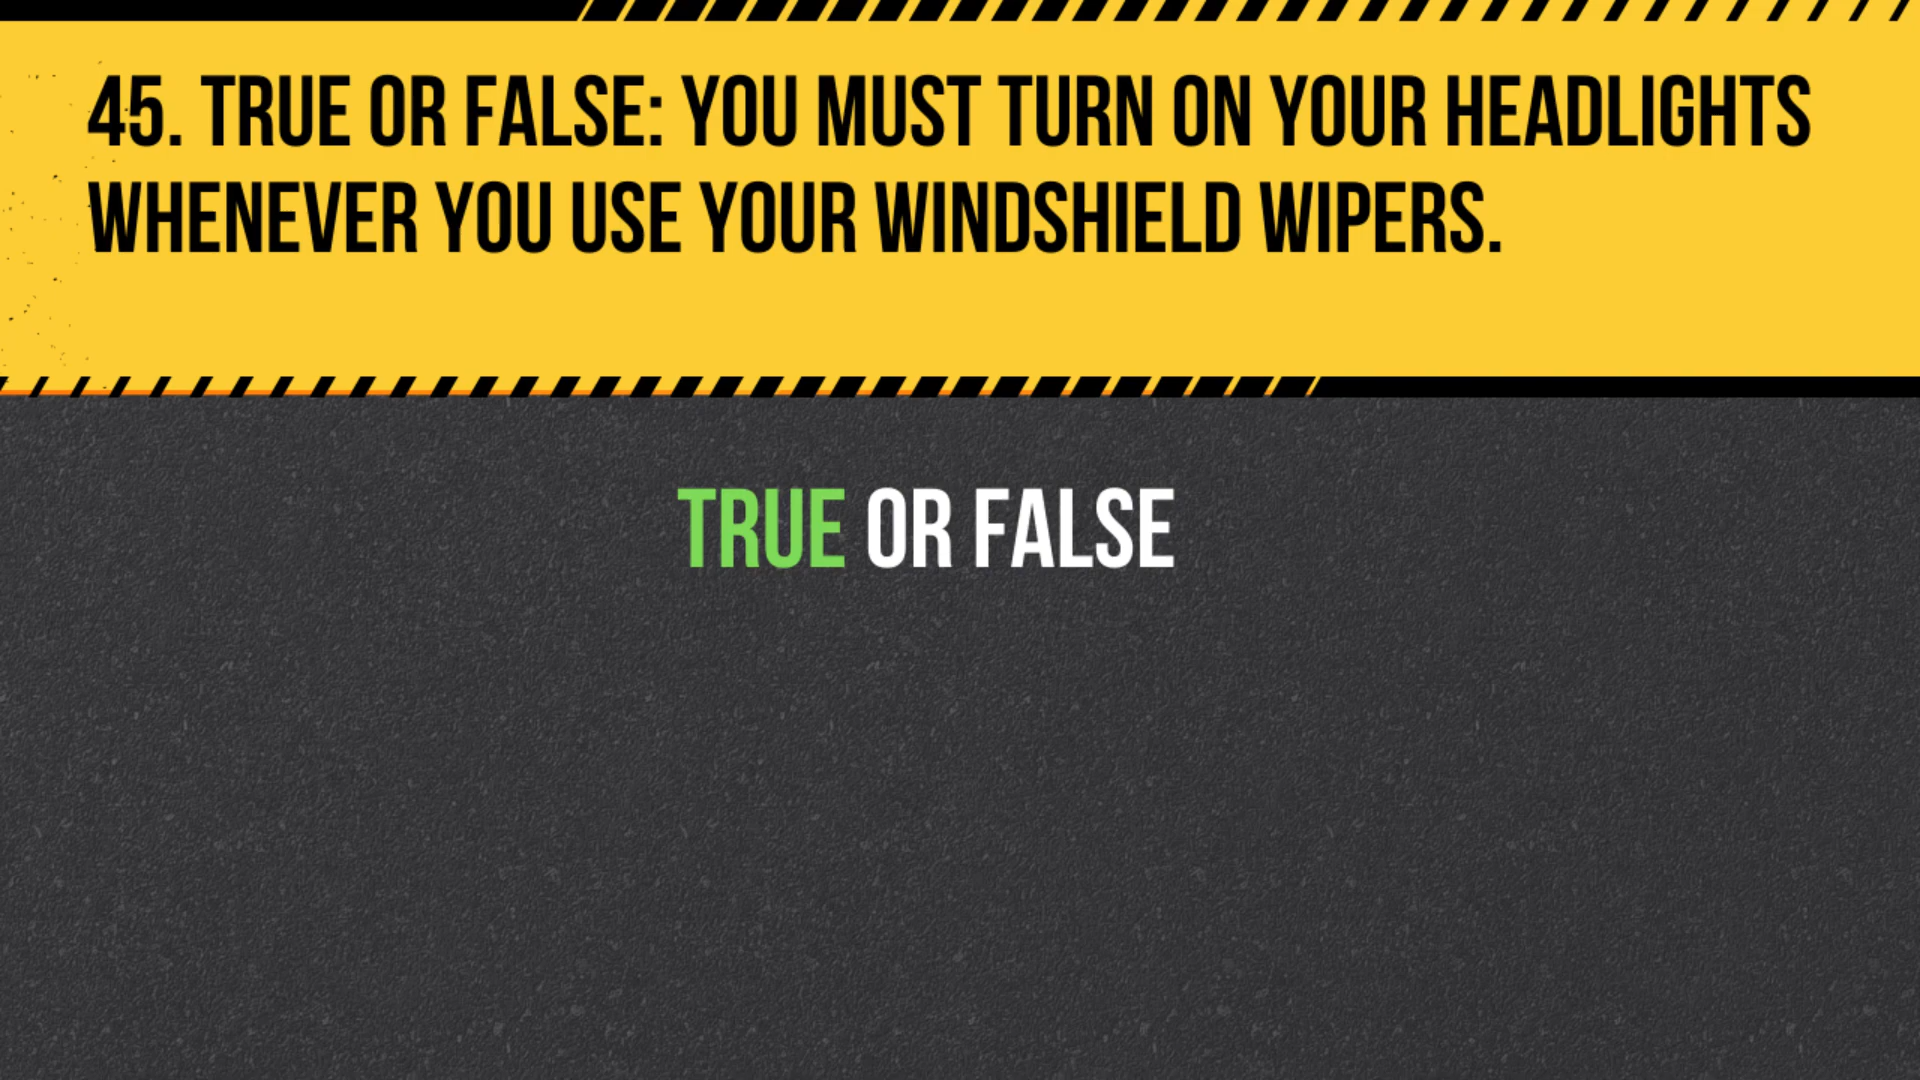 45. TRUE OR FALSE: YOU MUST TURN ON YOUR HEADLIGHTS
WHENEVER YOU USE YOUR WINDSHIELD WIPERS.
TRUE OR FALSE